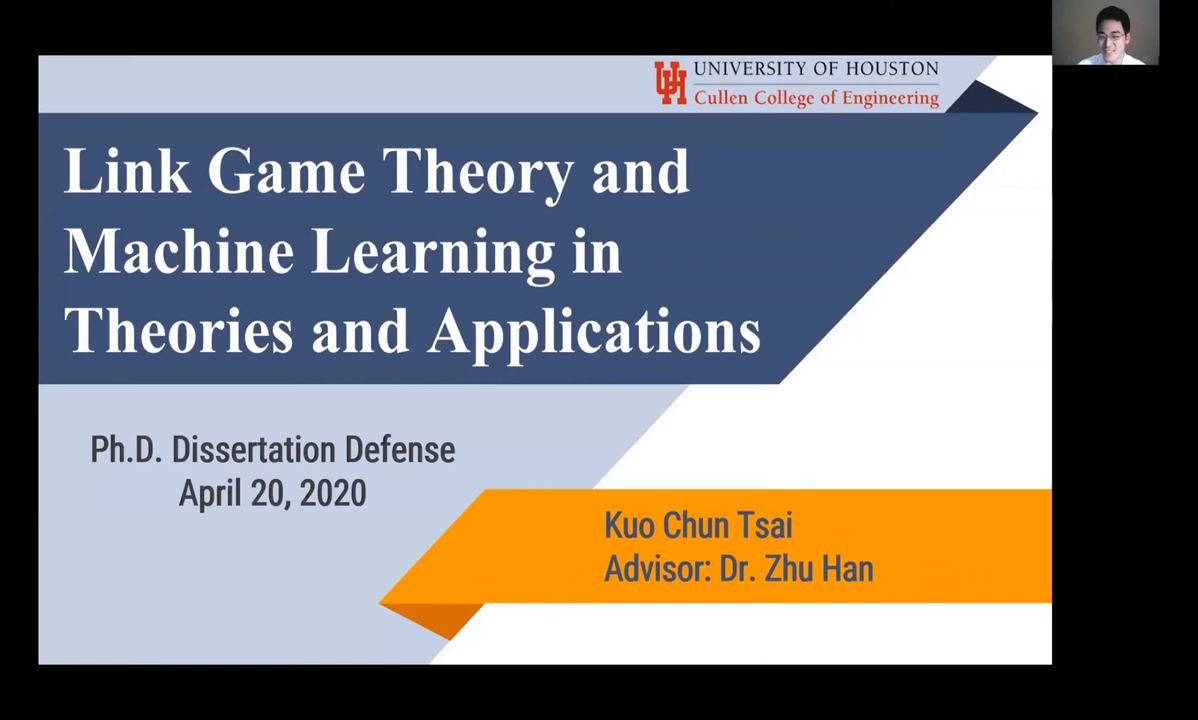 UNIVERSITY OF HOUSTON
Cullen College of Engineering
Link Game Theory and
Machine Learning in
Theories and Applications
Ph.D. Dissertation Defense
April 20, 2020
Kuo Chun Tsai
Advisor: Dr. Zhu Han